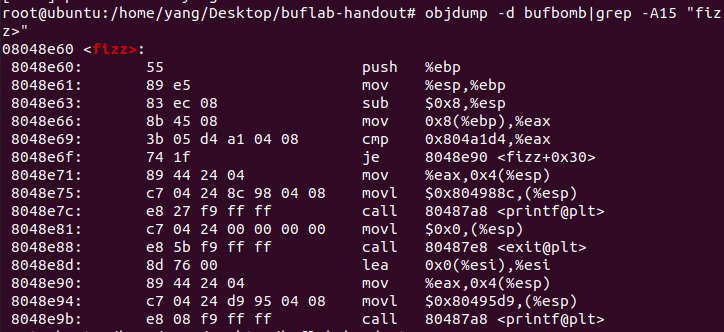 root@ubuntu:/home/yang/Desktop/buflab-handout# objdump -d bufbomb|grep -A15 "fiz
z>"
08048e60 <fizz>:
 8048e60:	55                   	push   %ebp
 8048e61:	89 e5                	mov    %esp,%ebp
 8048e63:	83 ec 08             	sub    $0x8,%esp
 8048e66:	8b 45 08             	mov    0x8(%ebp),%eax
 8048e69:	3b 05 d4 a1 04 08    	cmp    0x804a1d4,%eax
 8048e6f:	74 1f                	je     8048e90 <fizz+0x30>
 8048e71:	89 44 24 04          	mov    %eax,0x4(%esp)
 8048e75:	c7 04 24 8c 98 04 08 	movl   $0x804988c,(%esp)
 8048e7c:	e8 27 f9 ff ff       	call   80487a8 <printf@plt>
 8048e81:	c7 04 24 00 00 00 00 	movl   $0x0,(%esp)
 8048e88:	e8 5b f9 ff ff       	call   80487e8 <exit@plt>
 8048e8d:	8d 76 00             	lea    0x0(%esi),%esi
 8048e90:	89 44 24 04          	mov    %eax,0x4(%esp)
 8048e94:	c7 04 24 d9 95 04 08 	movl   $0x80495d9,(%esp)
 8048e9b:	e8 08 f9 ff ff       	call   80487a8 <printf@plt>